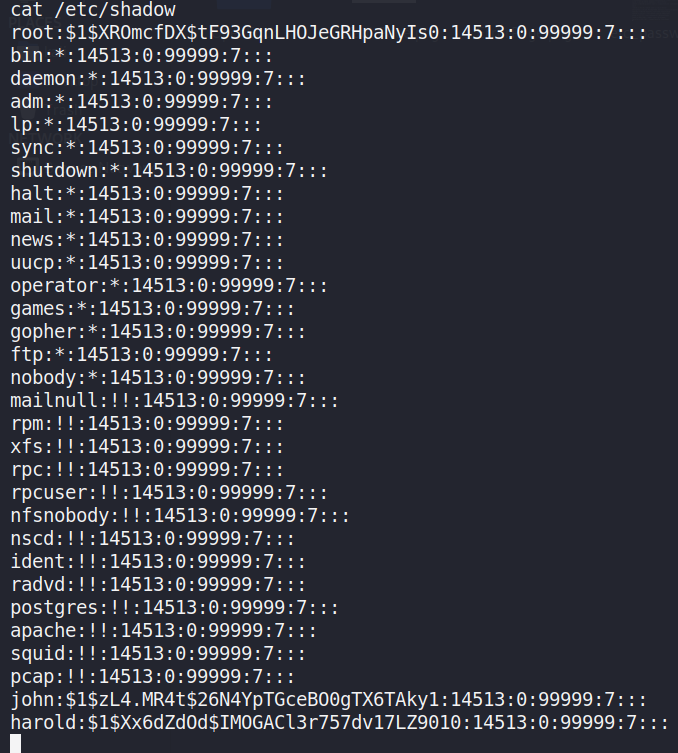 cat /etc/shadow
root:$1$XROmcfDX$tF93GqnLHOJeGRHpaNyIs0:14513:0:99999:7:::
bin:*:14513:0:99999:7:::
daemon:*:14513:0:99999:7:::
adm:*:14513:0:99999:7:::
lp:*:14513:0:99999:7:::
sync:*:14513:0:99999:7:::
shutdown:*:14513:0:99999:7:::
halt:*:14513:0:99999:7:::
mail:*:14513:0:99999:7:::
news:*:14513:0:99999:7:::
uucp:*:14513:0:99999:7:::
operator:*:14513:0:99999:7:::
games:*:14513:0:99999:7:::
gopher:*:14513:0:99999:7:::
ftp:*:14513:0:99999:7:::
nobody:*:14513:0:99999:7:::
mailnull:!!:14513:0:99999:7:::
rpm:!!:14513:0:99999:7:::
xfs:!!:14513:0:99999:7:::
rpc:!!:14513:0:99999:7:::
rpcuser:!!:14513:0:99999:7:::
nfsnobody:!!:14513:0:99999:7:::
nscd:!!:14513:0:99999:7:::
ident:!!:14513:0:99999:7:::
radvd:!!:14513:0:99999:7:::
postgres:!!:14513:0:99999:7:::
apache:!!:14513:0:99999:7:::
squid:!!:14513:0:99999:7:::
pcap:!!:14513:0:99999:7:::
john:$1$zL4.MR4t$26N4YpTGceBO0gTX6TAky1:14513:0:99999:7:::
harold:$1$Xx6dZdOd$IMOGACl3r757dv17LZ9010:14513:0:99999:7:::